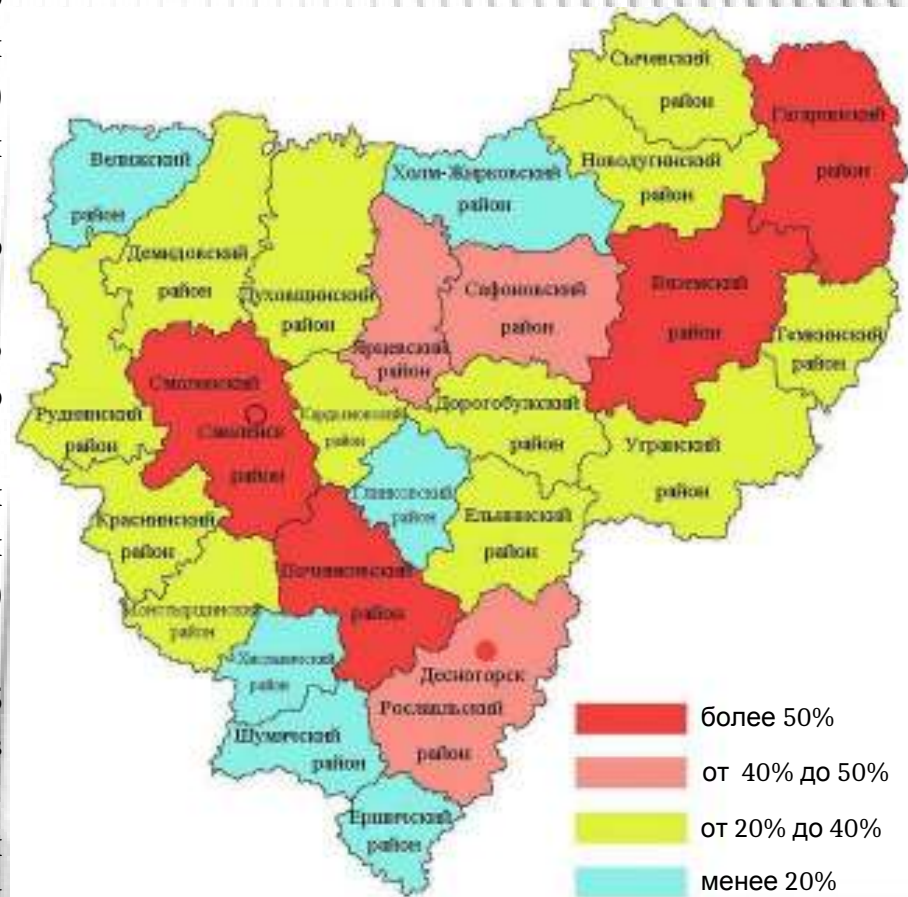 Сычевский
район
Гагаринский
район
Велижский
район
Холм-Жирковский
район
Новодугинский
район
Демидовский
район
Духовщинский
район
Ярцевский
район
Сафоновский
район
Вяземский
район
Темкинский
район
Руднянский
район
Смоленский
Смоленск
район
Кардымовский
район
Дорогобужский
район
Угранский
район
Краснинский
район
Глинковский
район
Ельнинский
район
Починковский
район
Монастырщинский
район
Хиславичский
район
Шумячский
район
Десногорск
Рославльский
район
Ершичский
район
более 50%
от 40% до 50%
от 20% до 40%
менее 20%